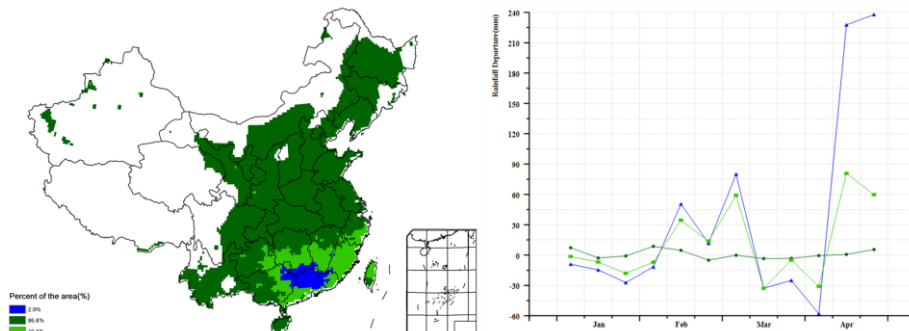 Percent of the area(%)
2.9%
86.8%
Rainfall Departure(mm)
240
210
180
150
120
90
60
30
0
-30
-60
Jan
Feb
Mar
Apr